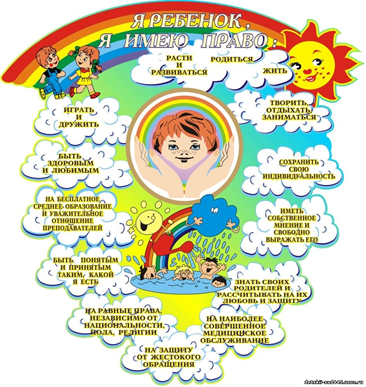 Я РЕБЕНОК,
Я ИМЕЮ ПРАВО:
РАСТИ
И
РАЗВИВАТЬСЯ
РОДИТЬСЯ
ЖИТЬ
ИГРАТЬ
И
ДРУЖИТЬ
ТВОРИТЬ,
ОТДЫХАТЬ
ЗАНИМАТЬСЯ
БЫТЬ
ЗДОРОВЫМ
И ЛЮБИМЫМ
СОХРАНИТЬ
СВОЮ
ИНДИВИДУАЛЬНОСТЬ
НА БЕСПЛАТНОЕ
СРЕДНЕЕ-ОБРАЗОВАНИЕ
И УВАЖИТЕЛЬНОЕ
ОТНОШЕНИЕ
ПРЕПОДАВАТЕЛЕЙ
ИМЕТЬ
СОБСТВЕННОЕ
МНЕНИЕ И
СВОБОДНО
ВЫРАЖАТЬ ЕГО
БЫТЬ ПОНЯТЫМ
И ПРИНЯТЫМ
ТАКИМ, КАКОЙ
Я ЕСТЬ
ЗНАТЬ СВОИХ
РОДИТЕЛЕЙ И
РАССЧИТЫВАТЬ НА ИХ
ЛЮБОВЬ И ЗАЩИТУ
НА РАВНЫЕ ПРАВА,
НЕЗАВИСИМО ОТ
НАЦИОНАЛЬНОСТИ,
ПОЛА, РЕЛИГИИ
НА НАИБОЛЕЕ
СОВЕРШЕННОЕ
МЕДИЦИНСКОЕ
ОБСЛУЖИВАНИЕ
НА ЗАЩИТУ
ОТ ЖЕСТОКОГО
ОБРАЩЕНИЯ